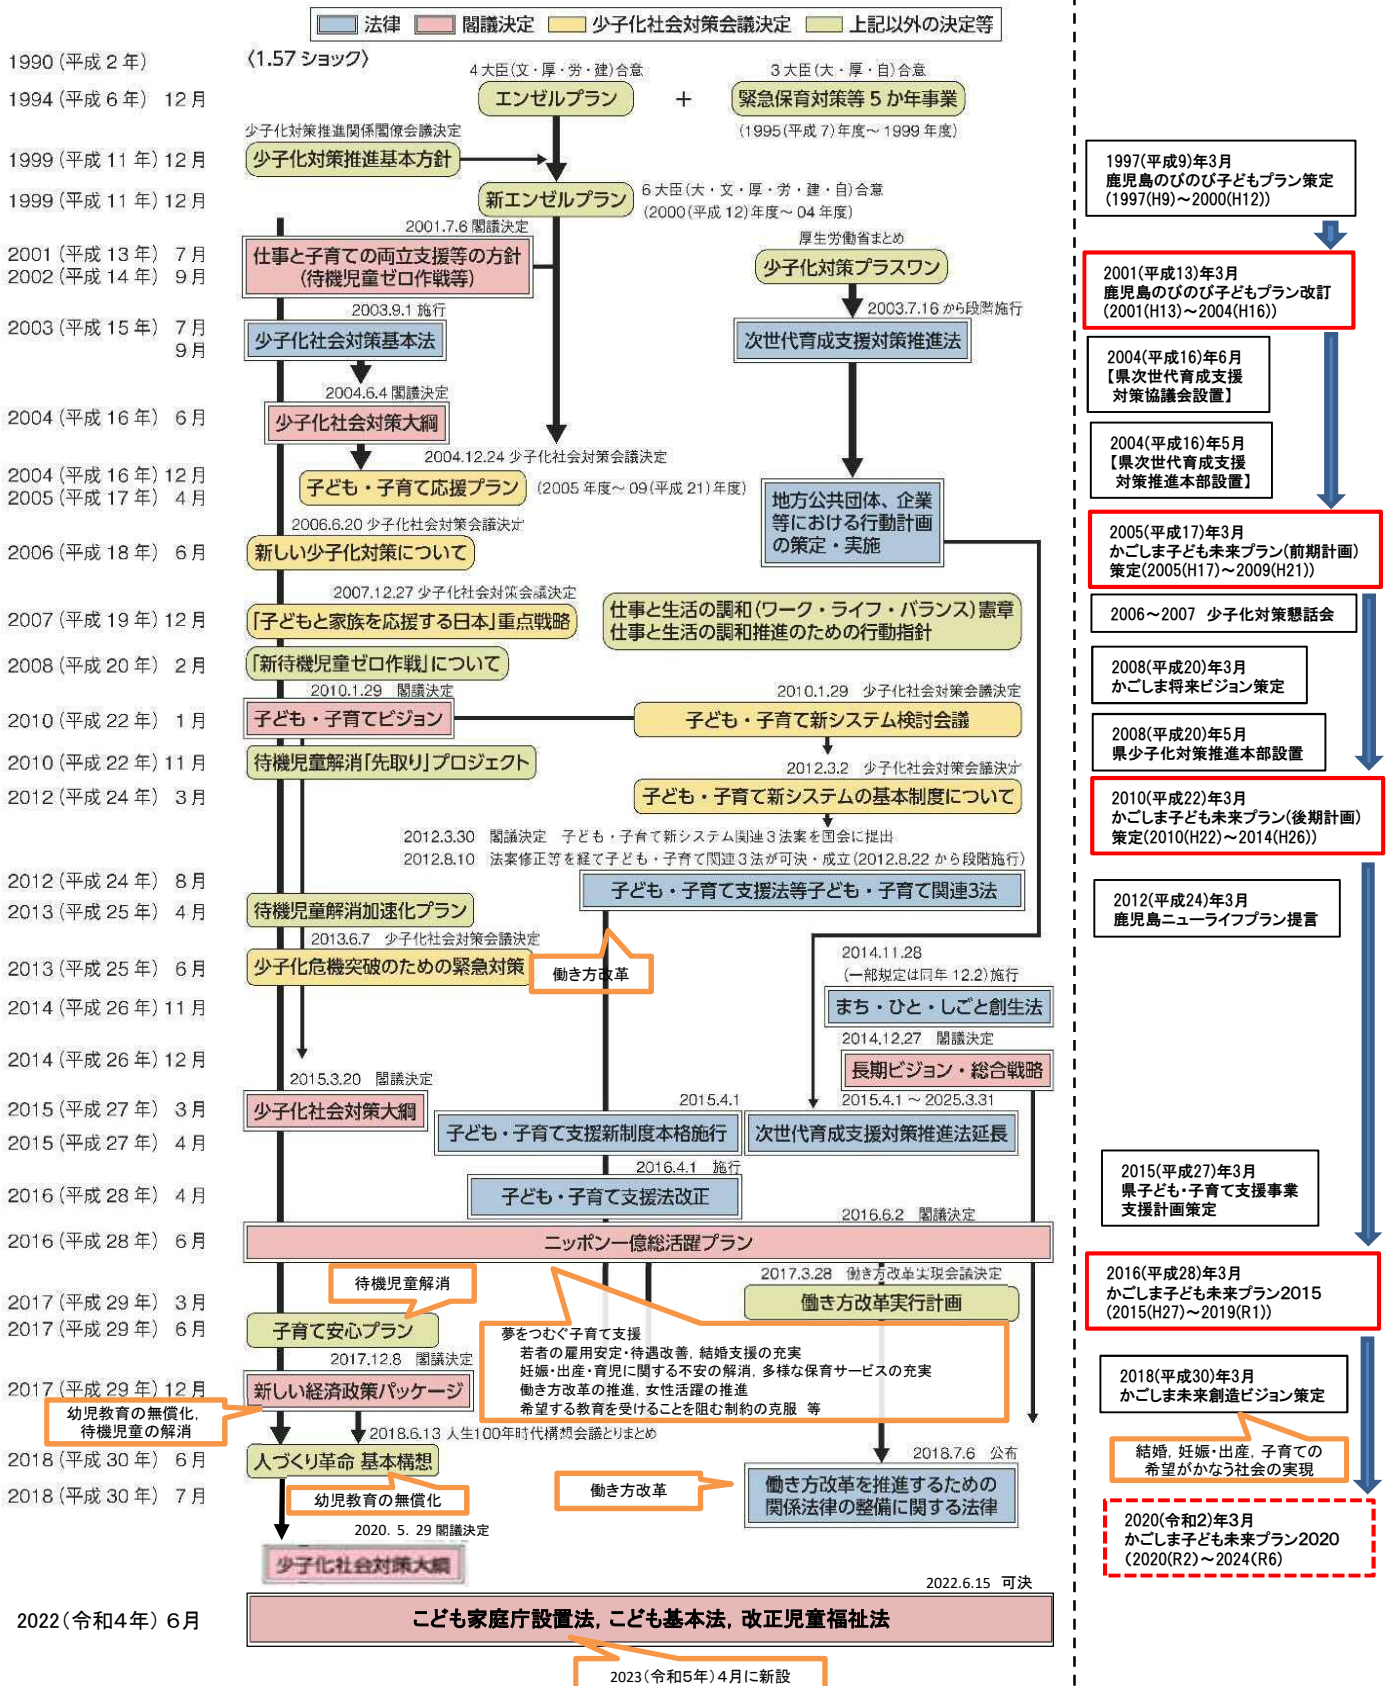 法律 閣議決定 少子化社会対策会議決定 上記以外の決定等
1990（平成２年）
〈1.57ショック〉
4大臣（文・厚・労・建）合意
3大臣（大・厚・自）合意
1994（平成６年） 12月
エンゼルプラン
＋
緊急保育対策等５か年事業
（1995（平成7）年度～1999年度）
少子化対策推進関係閣僚会議決定
1999（平成11年）12月
少子化対策推進基本方針
1999（平成11年）12月
新エンゼルプラン
6大臣（大・文・厚・労・建・自）合意
（2000（平成12）年度～04年度）
2001.7.6 閣議決定
2001（平成13年） 7月
2002（平成14年） 9月
仕事と子育ての両立支援等の方針
（待機児童ゼロ作戦等）
厚生労働省まとめ
少子化対策プラスワン
2003.9.1 施行
2003.7.16から段階施行
2003（平成15年） 7月
9月
少子化社会対策基本法
次世代育成支援対策推進法
2004.6.4 閣議決定
2004（平成16年） 6月
少子化社会対策大綱
2004.12.24 少子化社会対策会議決定
2004（平成16年）12月
2005（平成17年） 4月
子ども・子育て応援プラン
（2005年度～09（平成21）年度）
地方公共団体、企業
等における行動計画
の策定・実施
2006.6.20 少子化社会対策会議決定
2006（平成18年） 6月
新しい少子化対策について
2007.12.27 少子化社会対策会議決定
2007（平成19年）12月
「子どもと家族を応援する日本」重点戦略
仕事と生活の調和（ワーク・ライフ・バランス）憲章
仕事と生活の調和推進のための行動指針
2008（平成20年） 2月
「新待機児童ゼロ作戦」について
2010.1.29 閣議決定
2010.1.29 少子化社会対策会議決定
2010（平成22年） 1月
子ども・子育てビジョン
子ども・子育て新システム検討会議
2010（平成22年）11月
待機児童解消「先取り」プロジェクト
2012.3.2 少子化社会対策会議決定
2012（平成24年） 3月
子ども・子育て新システムの基本制度について
2012.3.30 閣議決定 子ども・子育て新システム関連３法案を国会に提出
2012.8.10 法案修正等を経て子ども・子育て関連３法が可決・成立（2012.8.22から段階施行）
2012（平成24年） 8月
子ども・子育て支援法等子ども・子育て関連3法
2013（平成25年） 4月
待機児童解消加速化プラン
2013.6.7 少子化社会対策会議決定
2013（平成25年） 6月
少子化危機突破のための緊急対策
働き方改革
2014.11.28
（一部規定は同年12.2）施行
2014（平成26年）11月
まち・ひと・しごと創生法
2014.12.27 閣議決定
2014（平成26年）12月
長期ビジョン・総合戦略
2015.3.20 閣議決定
2015（平成27年） 3月
少子化社会対策大綱
2015.4.1
2015.4.1～2025.3.31
2015（平成27年） 4月
子ども・子育て支援新制度本格施行
次世代育成支援対策推進法延長
2016.4.1 施行
2016（平成28年） 4月
子ども・子育て支援法改正
2016.6.2 閣議決定
2016（平成28年） 6月
ニッポン一億総活躍プラン
待機児童解消
2017.3.28 働き方改革実現会議決定
2017（平成29年） 3月
働き方改革実行計画
2017（平成29年） 6月
子育て安心プラン
夢をつむぐ子育て支援
若者の雇用安定・待遇改善，結婚支援の充実
妊娠・出産・育児に関する不安の解消，多様な保育サービスの充実
働き方改革の推進，女性活躍の推進
希望する教育を受けることを阻む制約の克服 等
2017.12.8 閣議決定
2017（平成29年）12月
新しい経済政策パッケージ
幼児教育の無償化，
待機児童の解消
2018.6.13 人生100年時代構想会議とりまとめ
2018（平成30年） 6月
人づくり革命 基本構想
幼児教育の無償化
2018.7.6 公布
2018（平成30年） 7月
働き方改革
働き方改革を推進するための
関係法律の整備に関する法律
2020. 5. 29 閣議決定
少子化社会対策大綱
2022.6.15 可決
2022（令和４年）６月
こども家庭庁設置法，こども基本法，改正児童福祉法
2023（令和５年）４月に新設
1997(平成9)年3月
鹿児島のびのび子どもプラン策定
(1997(H9)～2000(H12))
2001(平成13)年3月
鹿児島のびのび子どもプラン改訂
(2001(H13)～2004(H16))
2004(平成16)年6月
【県次世代育成支援
対策協議会設置】
2004(平成16)年5月
【県次世代育成支援
対策推進本部設置】
2005(平成17)年3月
かごしま子ども未来プラン(前期計画)
策定(2005(H17)～2009(H21))
2006～2007 少子化対策懇話会
2008(平成20)年3月
かごしま将来ビジョン策定
2008(平成20)年5月
県少子化対策推進本部設置
2010(平成22)年3月
かごしま子ども未来プラン(後期計画)
策定(2010(H22)～2014(H26))
2012(平成24)年3月
鹿児島ニューライフプラン提言
2015(平成27)年3月
県子ども・子育て支援事業
支援計画策定
2016(平成28)年3月
かごしま子ども未来プラン2015
(2015(H27)～2019(R1))
2018(平成30)年3月
かごしま未来創造ビジョン策定
結婚，妊娠・出産，子育ての
希望がかなう社会の実現
2020(令和2)年3月
かごしま子ども未来プラン2020
(2020(R2)～2024(R6)